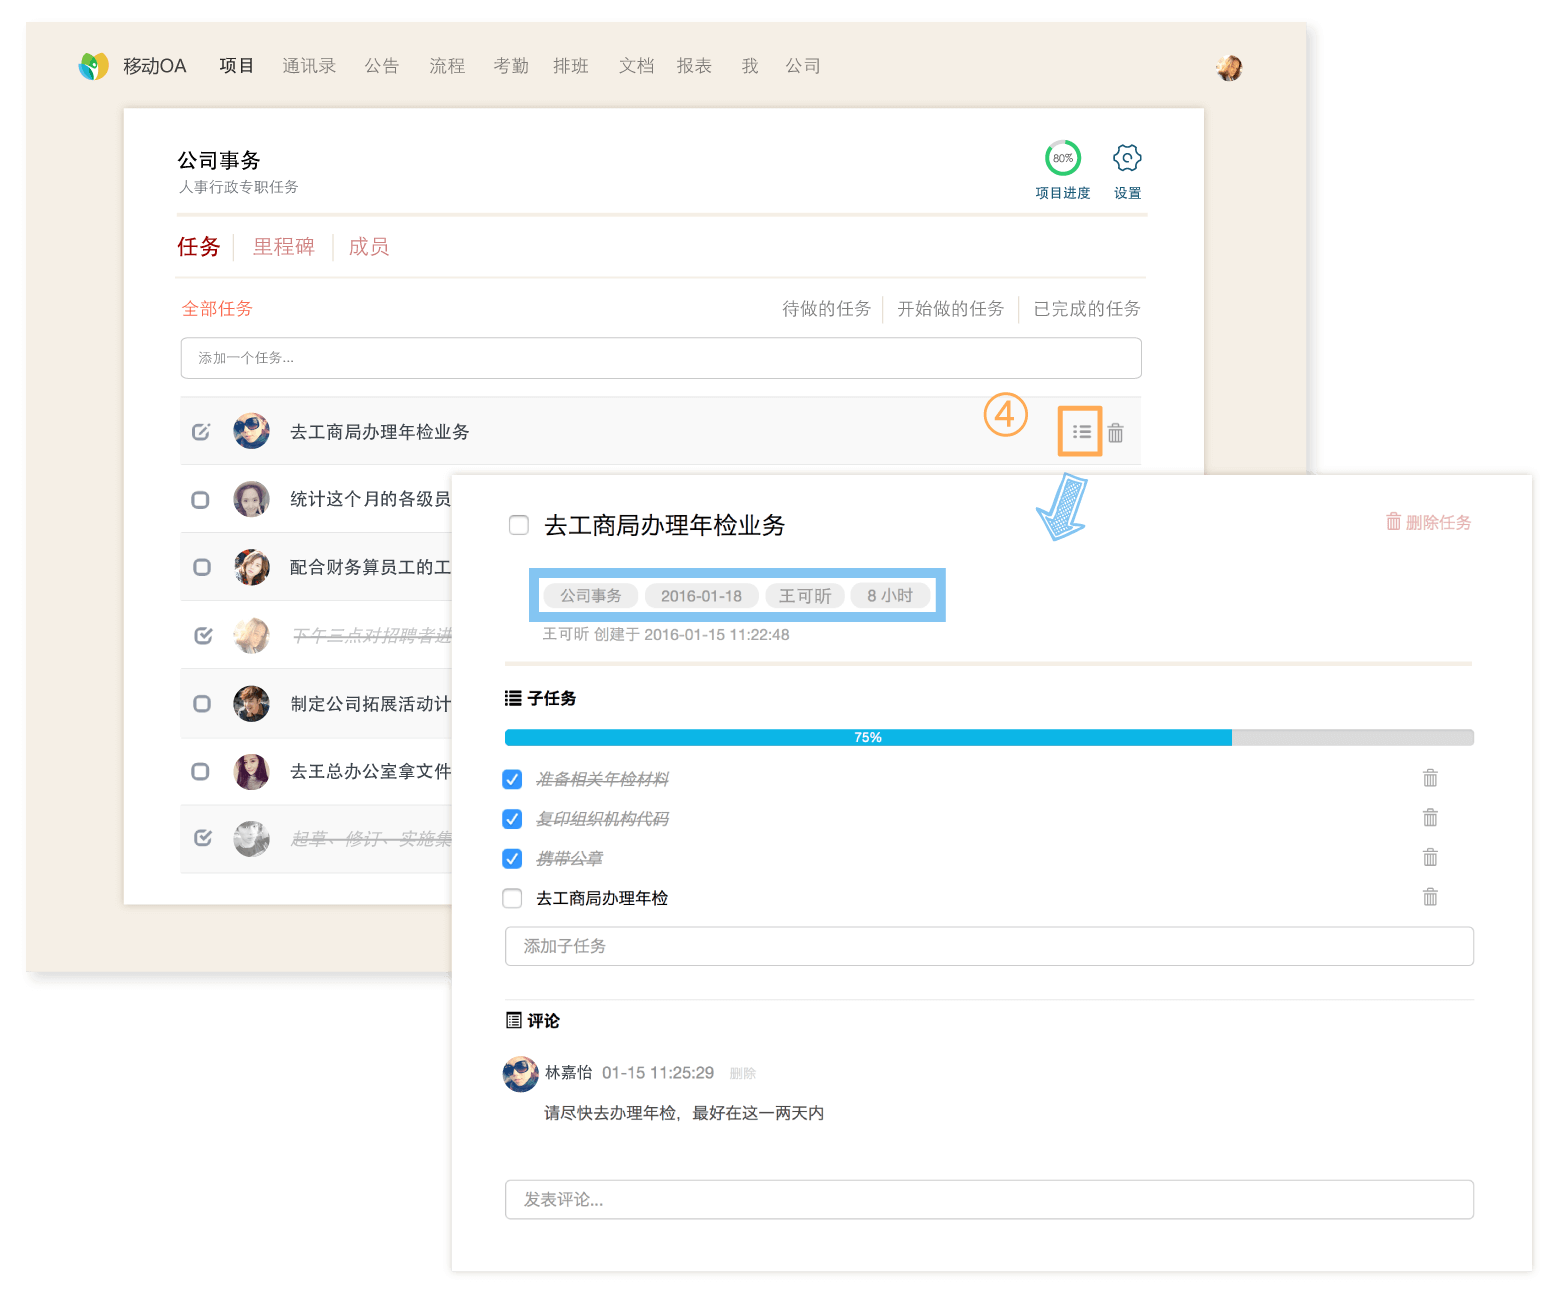 移动OA 项目 通讯录 公告 流程 考勤 排班 文档 报表 我 公司
公司事务
人事行政专职任务
80%
项目进度 设置
任务 里程碑 成员
全部任务 待做的任务 开始做的任务 已完成的任务
添加一个任务...
去工商局办理年检业务
④
统计这个月的各级员
配合财务算员工的工
下午三点对招聘者进
制定公司拓展活动计
去王总办公室拿文件
起草、修订、实施集
去工商局办理年检业务 删除任务
公司事务 2016-01-18 王可昕 8 小时
王可昕 创建于 2016-01-15 11:22:48
子任务
75%
准备相关年检材料
复印组织机构代码
携带公章
去工商局办理年检
添加子任务
评论
林嘉怡 01-15 11:25:29 删除
请尽快去办理年检，最好在这一两天内
发表评论...